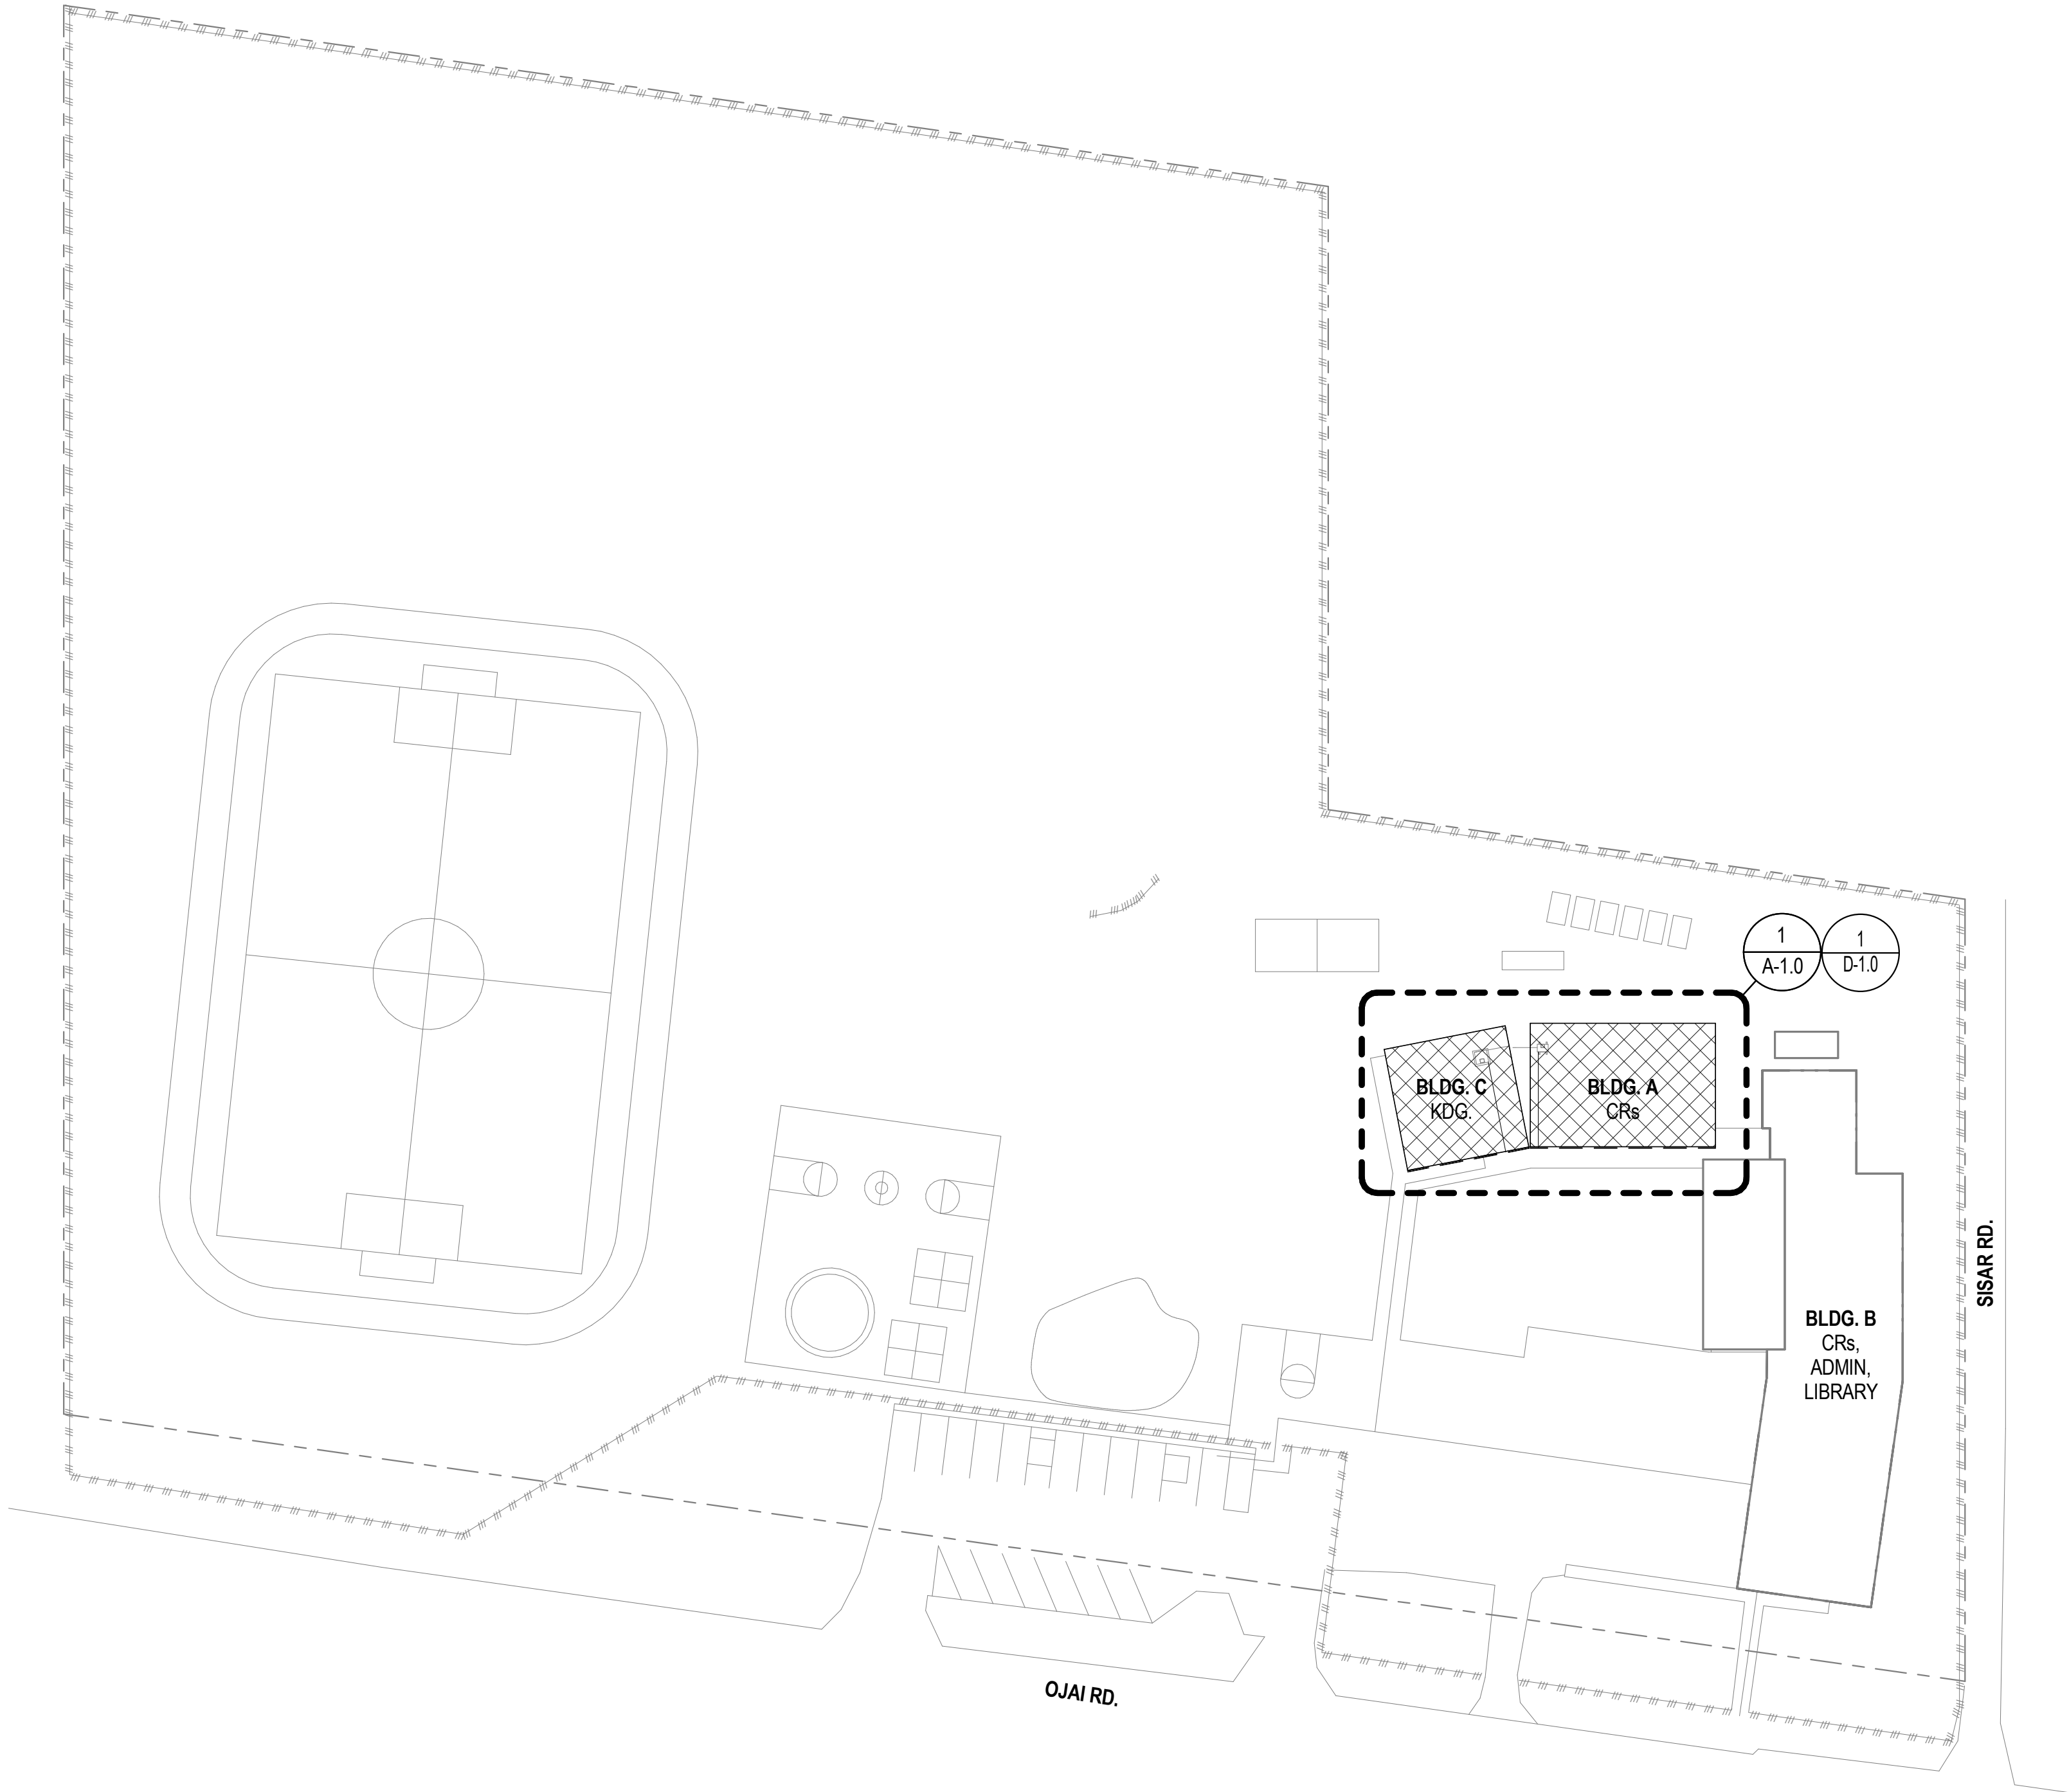 1
A-1.0
1
D-1.0
BLDG. C
KDG.
BLDG. A
CRs
SISAR RD.
BLDG. B
CRs,
ADMIN,
LIBRARY
OJAI RD.